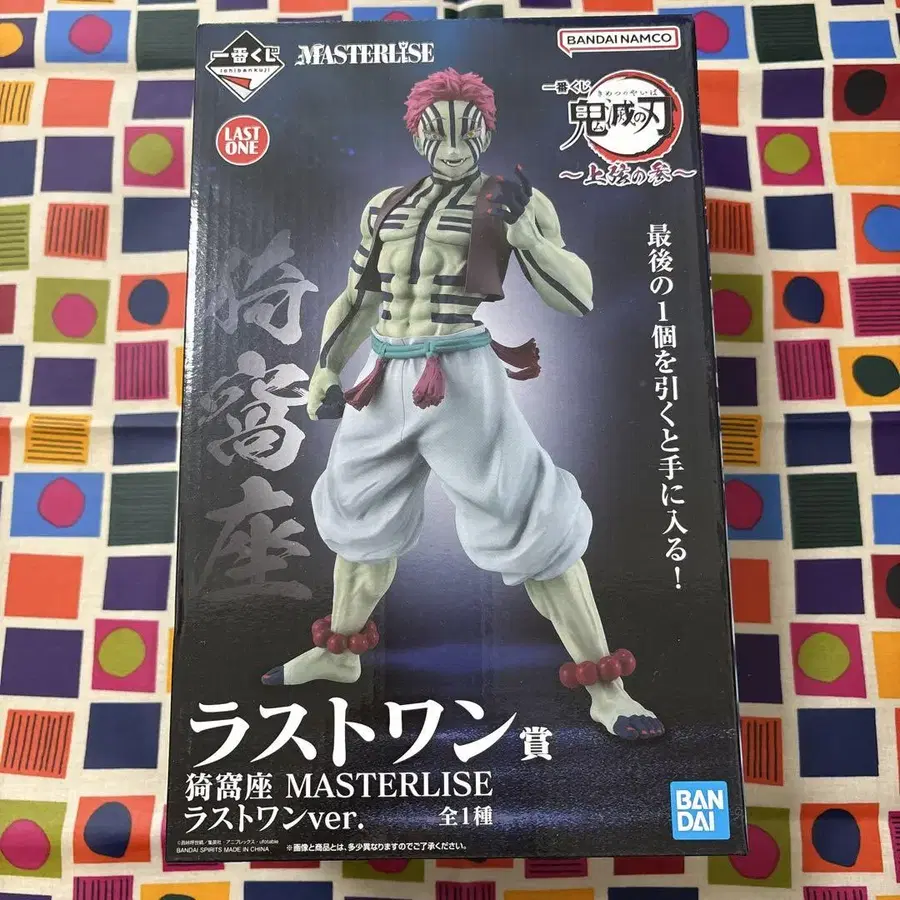 一番くじ
ichibankuji
MASTERLISE
BANDAI NAMCO
LAST
ONE
一番くじ
きめつのやいば
鬼滅の刃
～上弦の参～
最後の1個を引くと手に入る!
猗窩座
ラストワン賞
猗窩座 MASTERLISE
ラストワンver. 全1種
BANDAI SPIRITS MADE IN CHINA
※画像と商品とは、多少異なりますのでご了承ください。
BAN
DAI